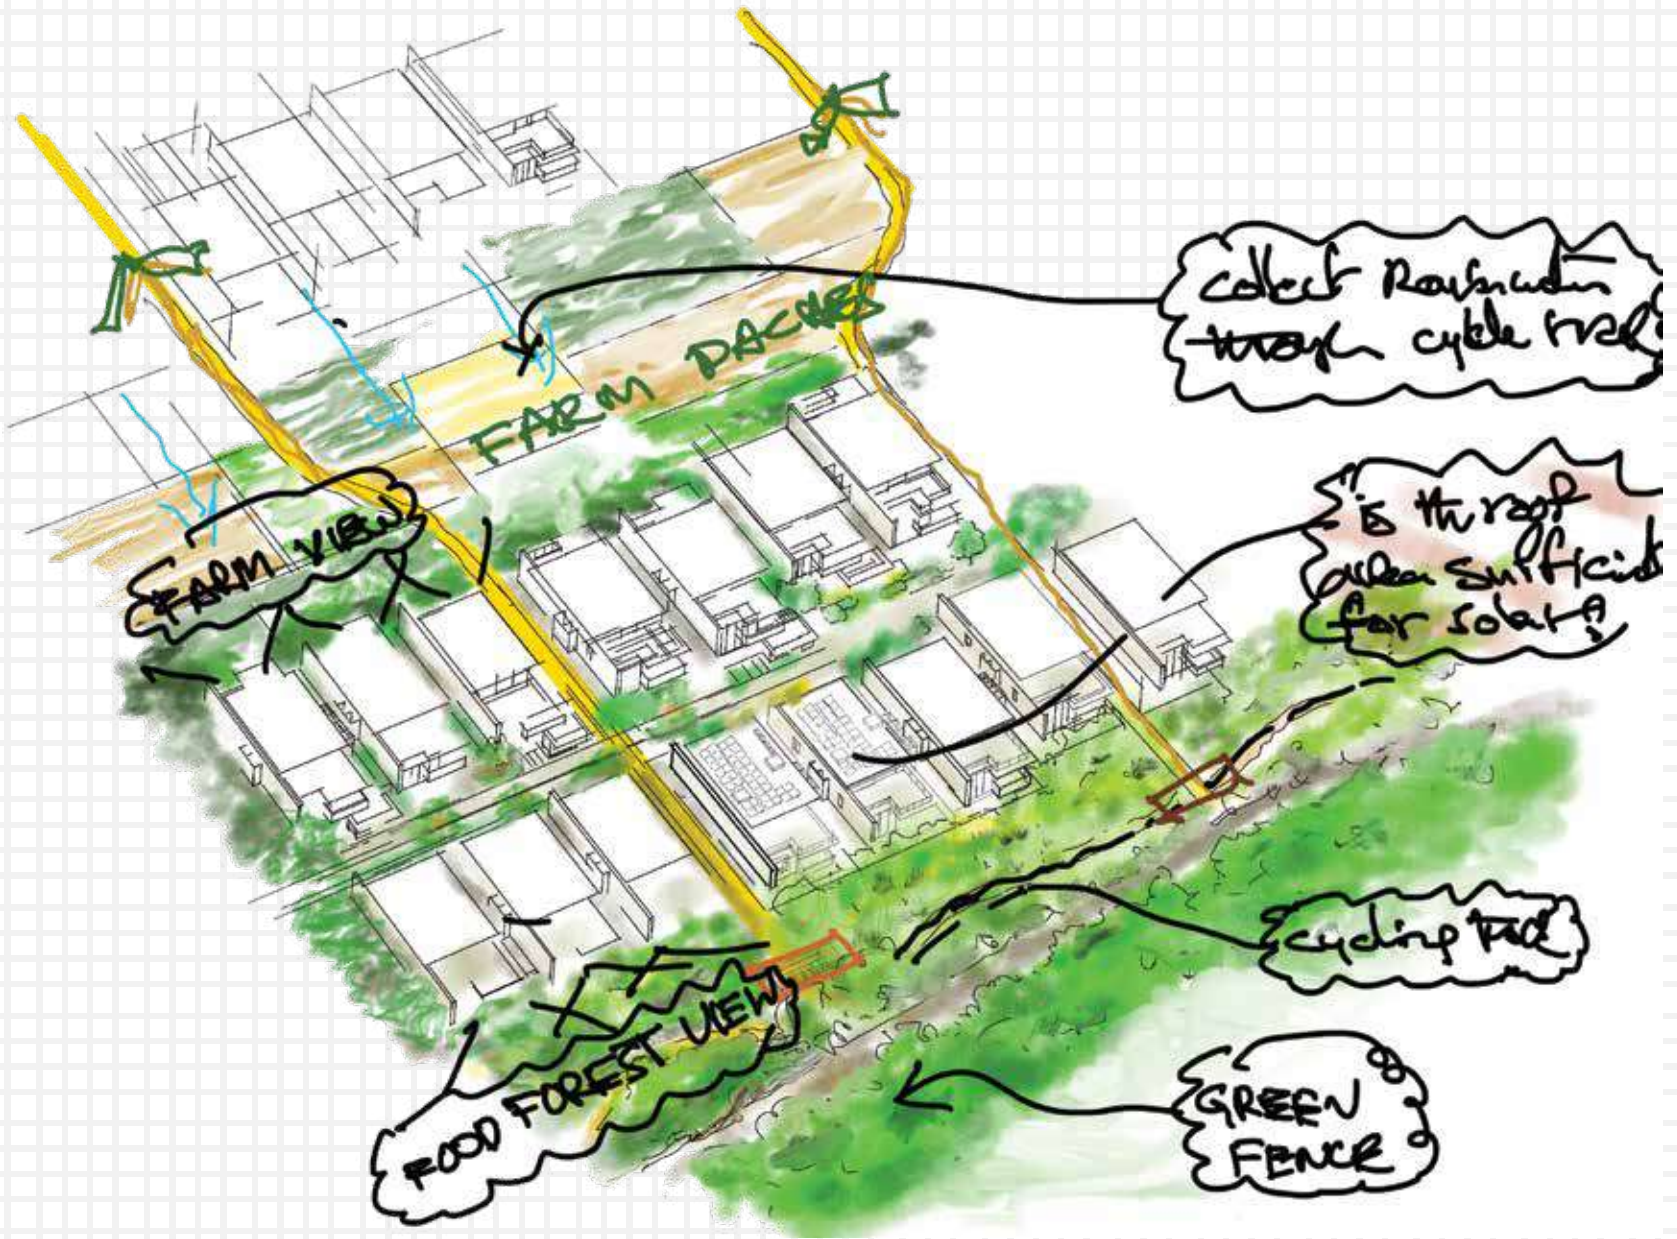 collect Rainwater
through cycle track
FARM PACHES
is the roof
area sufficient
for solar?
FARM VIEW
cycling track
FOOD FOREST VIEW
GREEN
FENCE